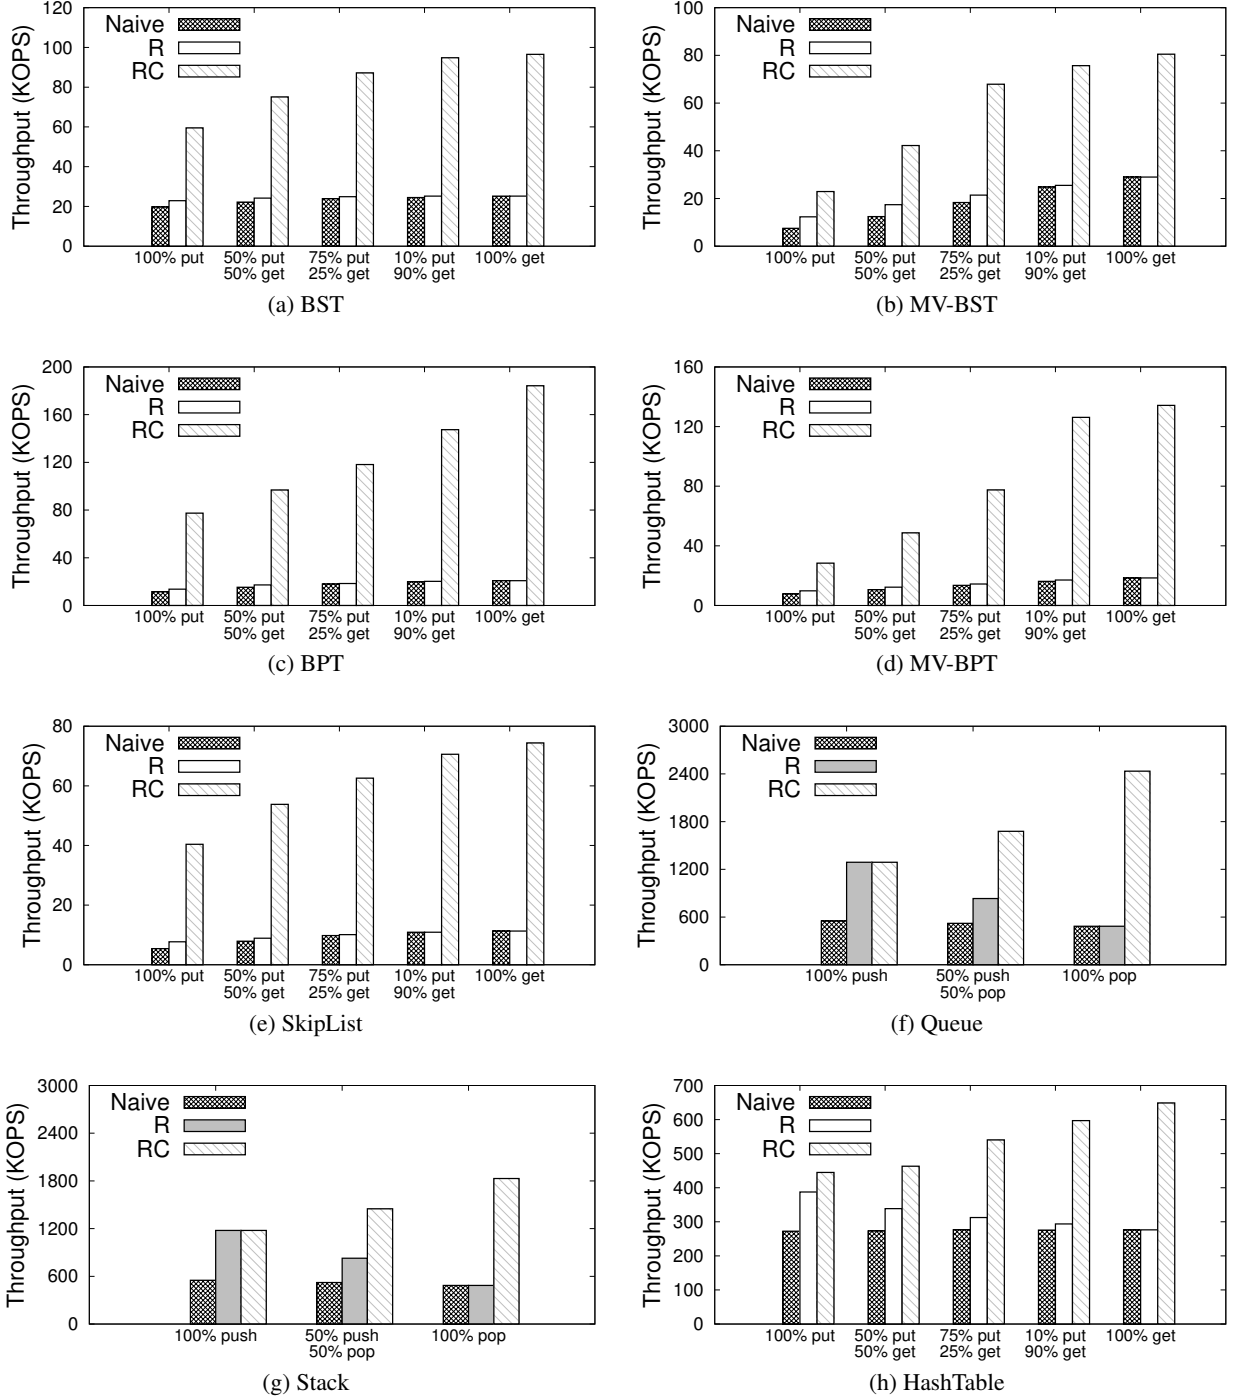 120
100
80
60
40
20
0
Throughput (KOPS)
Naive
R
RC
100% put
50% put
50% get
75% put
25% get
10% put
90% get
100% get
(a) BST
100
80
60
40
20
0
Throughput (KOPS)
Naive
R
RC
100% put
50% put
50% get
75% put
25% get
10% put
90% get
100% get
(b) MV-BST
200
160
120
80
40
0
Throughput (KOPS)
Naive
R
RC
100% put
50% put
50% get
75% put
25% get
10% put
90% get
100% get
(c) BPT
160
120
80
40
0
Throughput (KOPS)
Naive
R
RC
100% put
50% put
50% get
75% put
25% get
10% put
90% get
100% get
(d) MV-BPT
80
60
40
20
0
Throughput (KOPS)
Naive
R
RC
100% put
50% put
50% get
75% put
25% get
10% put
90% get
100% get
(e) SkipList
3000
2400
1800
1200
600
0
Throughput (KOPS)
Naive
R
RC
100% push
50% push
50% pop
100% pop
(f) Queue
3000
2400
1800
1200
600
0
Throughput (KOPS)
Naive
R
RC
100% push
50% push
50% pop
100% pop
(g) Stack
700
600
500
400
300
200
100
0
Throughput (KOPS)
Naive
R
RC
100% put
50% put
50% get
75% put
25% get
10% put
90% get
100% get
(h) HashTable